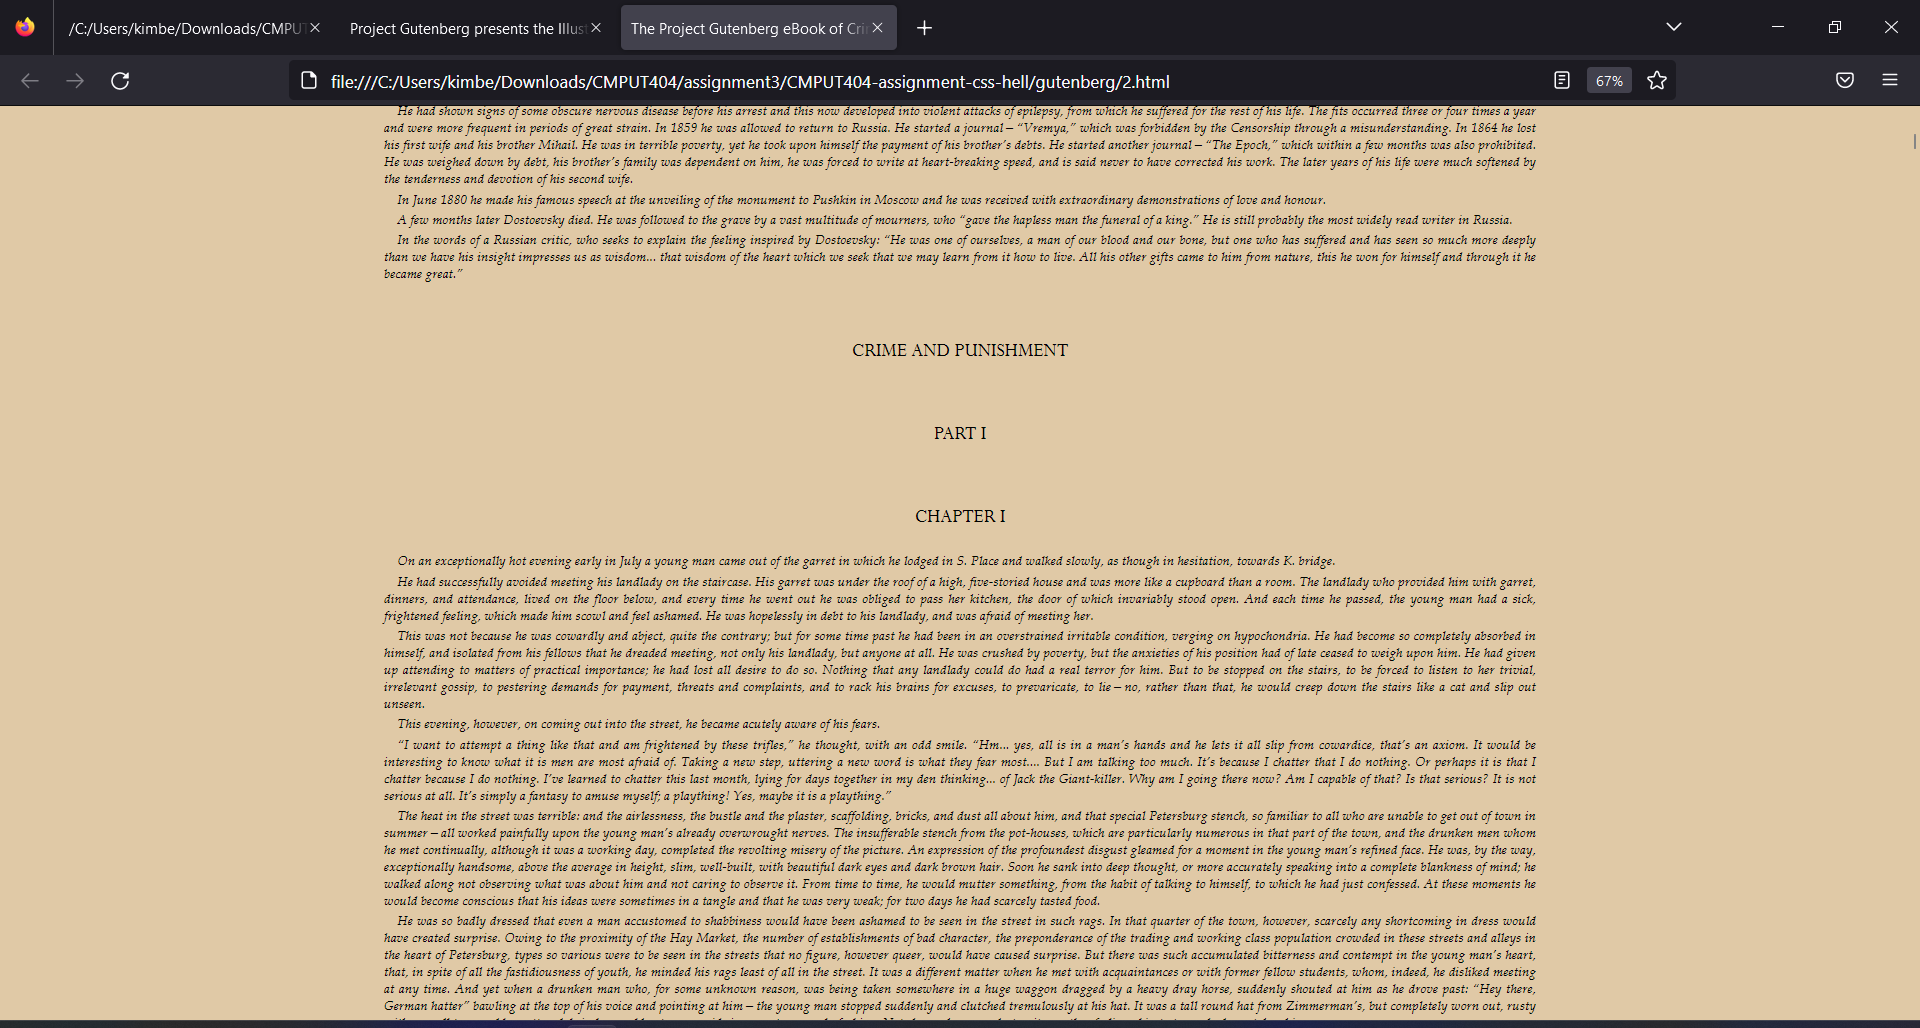 /C:/Users/kimbe/Downloads/CMPUT
Project Gutenberg presents the Illust
The Project Gutenberg eBook of Cri
file:///C:/Users/kimbe/Downloads/CMPUT404/assignment3/CMPUT404-assignment-css-hell/gutenberg/2.html
67%
He had shown signs of some obscure nervous disease before his arrest and this now developed into violent attacks of epilepsy, from which he suffered for the rest of his life. The fits occurred three or four times a year
and were more frequent in periods of great strain. In 1859 he was allowed to return to Russia. He started a journal—“Vremya,” which was forbidden by the Censorship through a misunderstanding. In 1864 he lost
his first wife and his brother Mihail. He was in terrible poverty, yet he took upon himself the payment of his brother’s debts. He started another journal—“The Epoch,” which within a few months was also prohibited.
He was weighed down by debt, his brother’s family was dependent on him, he was forced to write at heart-breaking speed, and is said never to have corrected his work. The later years of his life were much softened by
the tenderness and devotion of his second wife.
In June 1880 he made his famous speech at the unveiling of the monument to Pushkin in Moscow and he was received with extraordinary demonstrations of love and honour.
A few months later Dostoevsky died. He was followed to the grave by a vast multitude of mourners, who “gave the hapless man the funeral of a king.” He is still probably the most widely read writer in Russia.
In the words of a Russian critic, who seeks to explain the feeling inspired by Dostoevsky: “He was one of ourselves, a man of our blood and our bone, but one who has suffered and has seen so much more deeply
than we have his insight impresses us as wisdom... that wisdom of the heart which we seek that we may learn from it how to live. All his other gifts came to him from nature, this he won for himself and through it he
became great.”
CRIME AND PUNISHMENT
PART I
CHAPTER I
On an exceptionally hot evening early in July a young man came out of the garret in which he lodged in S. Place and walked slowly, as though in hesitation, towards K. bridge.
He had successfully avoided meeting his landlady on the staircase. His garret was under the roof of a high, five-storied house and was more like a cupboard than a room. The landlady who provided him with garret,
dinners, and attendance, lived on the floor below, and every time he went out he was obliged to pass her kitchen, the door of which invariably stood open. And each time he passed, the young man had a sick,
frightened feeling, which made him scowl and feel ashamed. He was hopelessly in debt to his landlady, and was afraid of meeting her.
This was not because he was cowardly and abject, quite the contrary; but for some time past he had been in an overstrained irritable condition, verging on hypochondria. He had become so completely absorbed in
himself, and isolated from his fellows that he dreaded meeting, not only his landlady, but anyone at all. He was crushed by poverty, but the anxieties of his position had of late ceased to weigh upon him. He had given
up attending to matters of practical importance; he had lost all desire to do so. Nothing that any landlady could do had a real terror for him. But to be stopped on the stairs, to be forced to listen to her trivial,
irrelevant gossip, to pestering demands for payment, threats and complaints, and to rack his brains for excuses, to prevaricate, to lie—no, rather than that, he would creep down the stairs like a cat and slip out
unseen.
This evening, however, on coming out into the street, he became acutely aware of his fears.
“I want to attempt a thing like that and am frightened by these trifles,” he thought, with an odd smile. “Hm... yes, all is in a man’s hands and he lets it all slip from cowardice, that’s an axiom. It would be
interesting to know what it is men are most afraid of. Taking a new step, uttering a new word is what they fear most.... But I am talking too much. It’s because I chatter that I do nothing. Or perhaps it is that I
chatter because I do nothing. I’ve learned to chatter this last month, lying for days together in my den thinking... of Jack the Giant-killer. Why am I going there now? Am I capable of that? Is that serious? It is not
serious at all. It’s simply a fantasy to amuse myself; a plaything! Yes, maybe it is a plaything.”
The heat in the street was terrible: and the airlessness, the bustle and the plaster, scaffolding, bricks, and dust all about him, and that special Petersburg stench, so familiar to all who are unable to get out of town in
summer—all worked painfully upon the young man’s already overwrought nerves. The insufferable stench from the pot-houses, which are particularly numerous in that part of the town, and the drunken men whom
he met continually, although it was a working day, completed the revolting misery of the picture. An expression of the profoundest disgust gleamed for a moment in the young man’s refined face. He was, by the way,
exceptionally handsome, above the average in height, slim, well-built, with beautiful dark eyes and dark brown hair. Soon he sank into deep thought, or more accurately speaking into a complete blankness of mind; he
walked along not observing what was about him and not caring to observe it. From time to time, he would mutter something, from the habit of talking to himself, to which he had just confessed. At these moments he
would become conscious that his ideas were sometimes in a tangle and that he was very weak; for two days he had scarcely tasted food.
He was so badly dressed that even a man accustomed to shabbiness would have been ashamed to be seen in the street in such rags. In that quarter of the town, however, scarcely any shortcoming in dress would
have created surprise. Owing to the proximity of the Hay Market, the number of establishments of bad character, the preponderance of the trading and working class population crowded in these streets and alleys in
the heart of Petersburg, types so various were to be seen in the streets that no figure, however queer, would have caused surprise. But there was such accumulated bitterness and contempt in the young man’s heart,
that, in spite of all the fastidiousness of youth, he minded his rags least of all in the street. It was a different matter when he met with acquaintances or with former fellow students, whom, indeed, he disliked meeting
at any time. And yet when a drunken man who, for some unknown reason, was being taken somewhere in a huge waggon dragged by a heavy dray horse, suddenly shouted at him as he drove past: “Hey there,
German hatter” bawling at the top of his voice and pointing at him—the young man stopped suddenly and clutched tremulously at his hat. It was a tall round hat from Zimmerman’s, but completely worn out, rusty